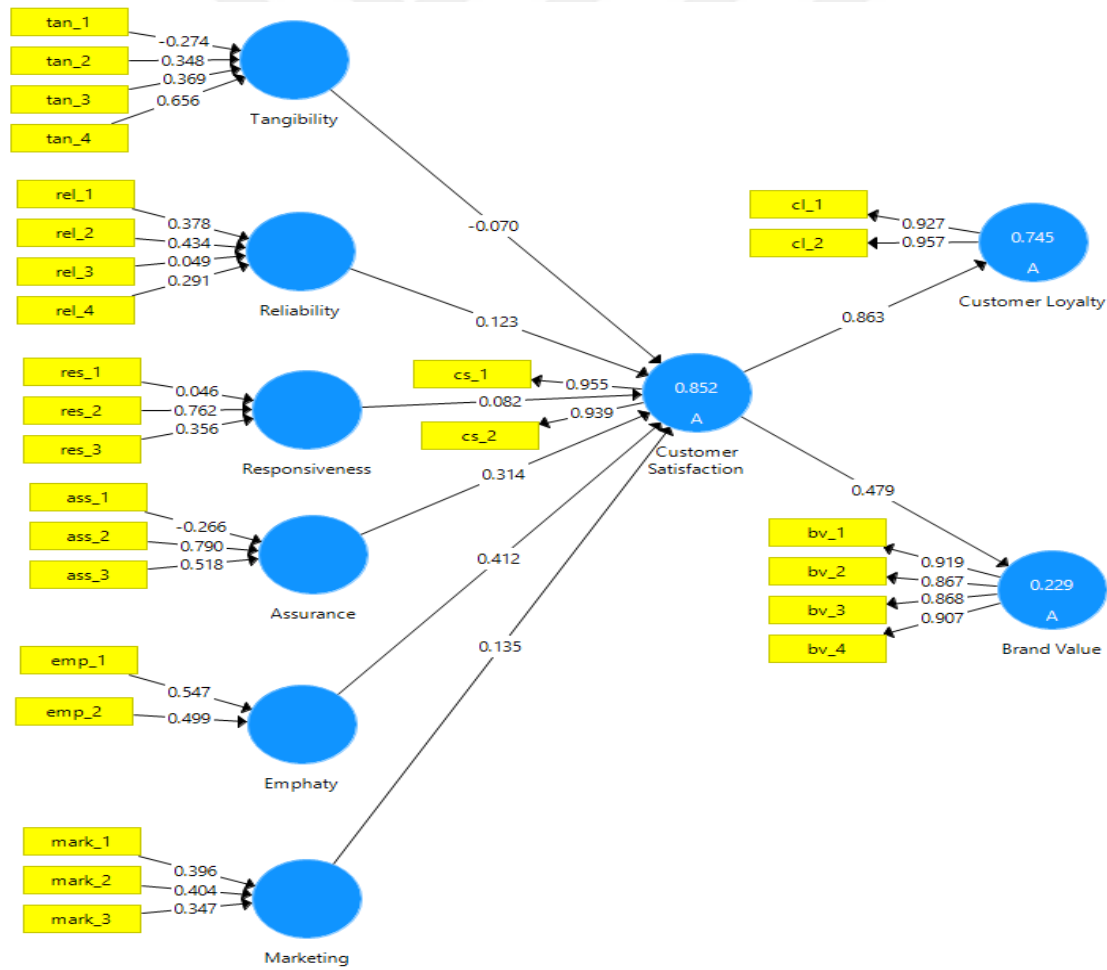 tan_1
-0.274
tan_2
0.348
tan_3
0.369
tan_4
0.656
Tangibility
-0.070
rel_1
0.378
rel_2
0.434
rel_3
0.049
rel_4
0.291
Reliability
0.123
res_1
0.046
res_2
0.762
res_3
0.356
Responsiveness
0.082
ass_1
-0.266
ass_2
0.790
ass_3
0.518
Assurance
0.314
emp_1
0.547
emp_2
0.499
Emphaty
0.412
mark_1
0.396
mark_2
0.404
mark_3
0.347
Marketing
0.135
cs_1
0.955
cs_2
0.939
0.852
A
Customer
Satisfaction
0.863
cl_1
0.927
cl_2
0.957
0.745
A
Customer Loyalty
0.479
bv_1
0.919
bv_2
0.867
bv_3
0.868
bv_4
0.907
0.229
A
Brand Value